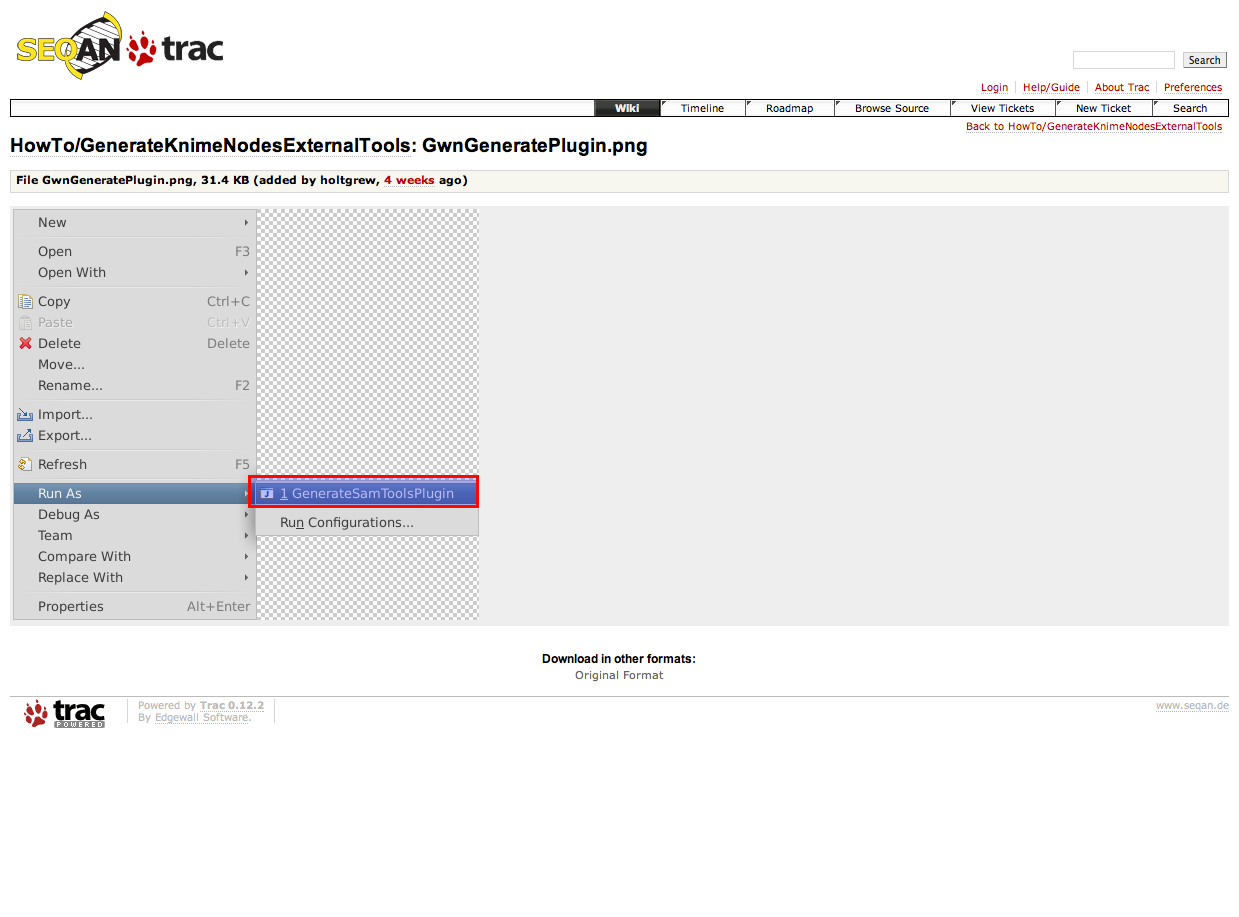 SEQAN trac
Search
Login Help/Guide About Trac Preferences
Wiki Timeline Roadmap Browse Source View Tickets New Ticket Search
Back to HowTo/GenerateKnimeNodesExternalTools
HowTo/GenerateKnimeNodesExternalTools: GwnGeneratePlugin.png
File GwnGeneratePlugin.png, 31.4 KB (added by holtgrew, 4 weeks ago)
New
Open F3
Open With
Copy Ctrl+C
Paste Ctrl+V
Delete Delete
Move...
Rename... F2
Import...
Export...
Refresh F5
Run As
1 GenerateSamToolsPlugin
Debug As
Run Configurations...
Team
Compare With
Replace With
Properties Alt+Enter
Download in other formats:
Original Format
trac POWERED
Powered by Trac 0.12.2
By Edgewall Software.
www.seqan.de